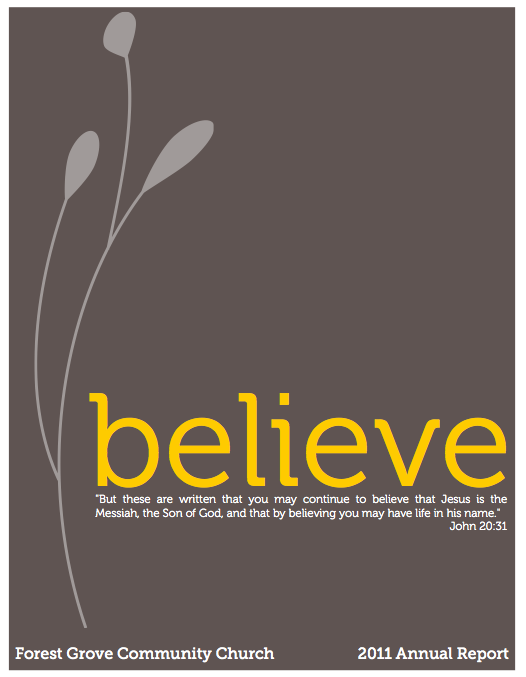 believe
"But these are written that you may continue to believe that Jesus is the
Messiah, the Son of God, and that by believing you may have life in his name."
John 20:31
Forest Grove Community Church
2011 Annual Report